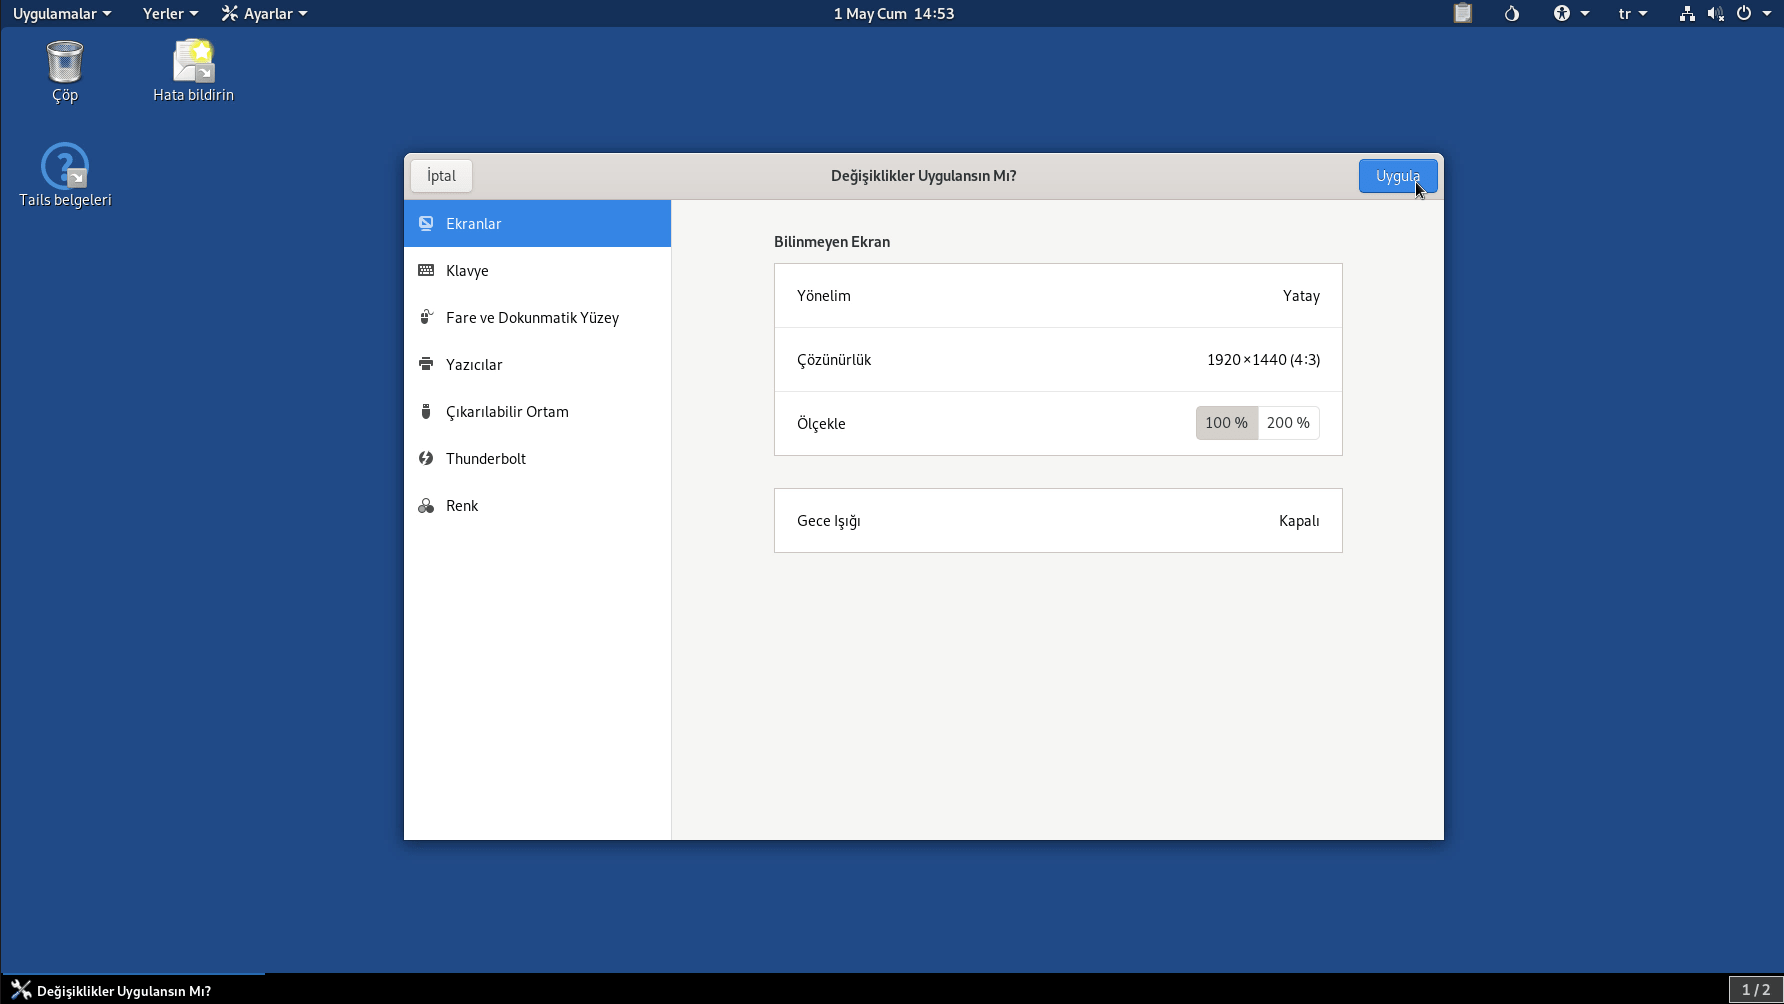 Uygulamalar Yerler Ayarlar 1 May Cum 14:53 tr
Çöp Hata bildirin
Tails belgeleri
İptal Değişiklikler Uygulansın Mı? Uygula
Ekranlar
Klavye
Fare ve Dokunmatik Yüzey
Yazıcılar
Çıkarılabilir Ortam
Thunderbolt
Renk
Bilinmeyen Ekran
Yönelim Yatay
Çözünürlük 1920×1440 (4:3)
Ölçekle 100 % 200 %
Gece Işığı Kapalı
Değişiklikler Uygulansın Mı? 1 / 2